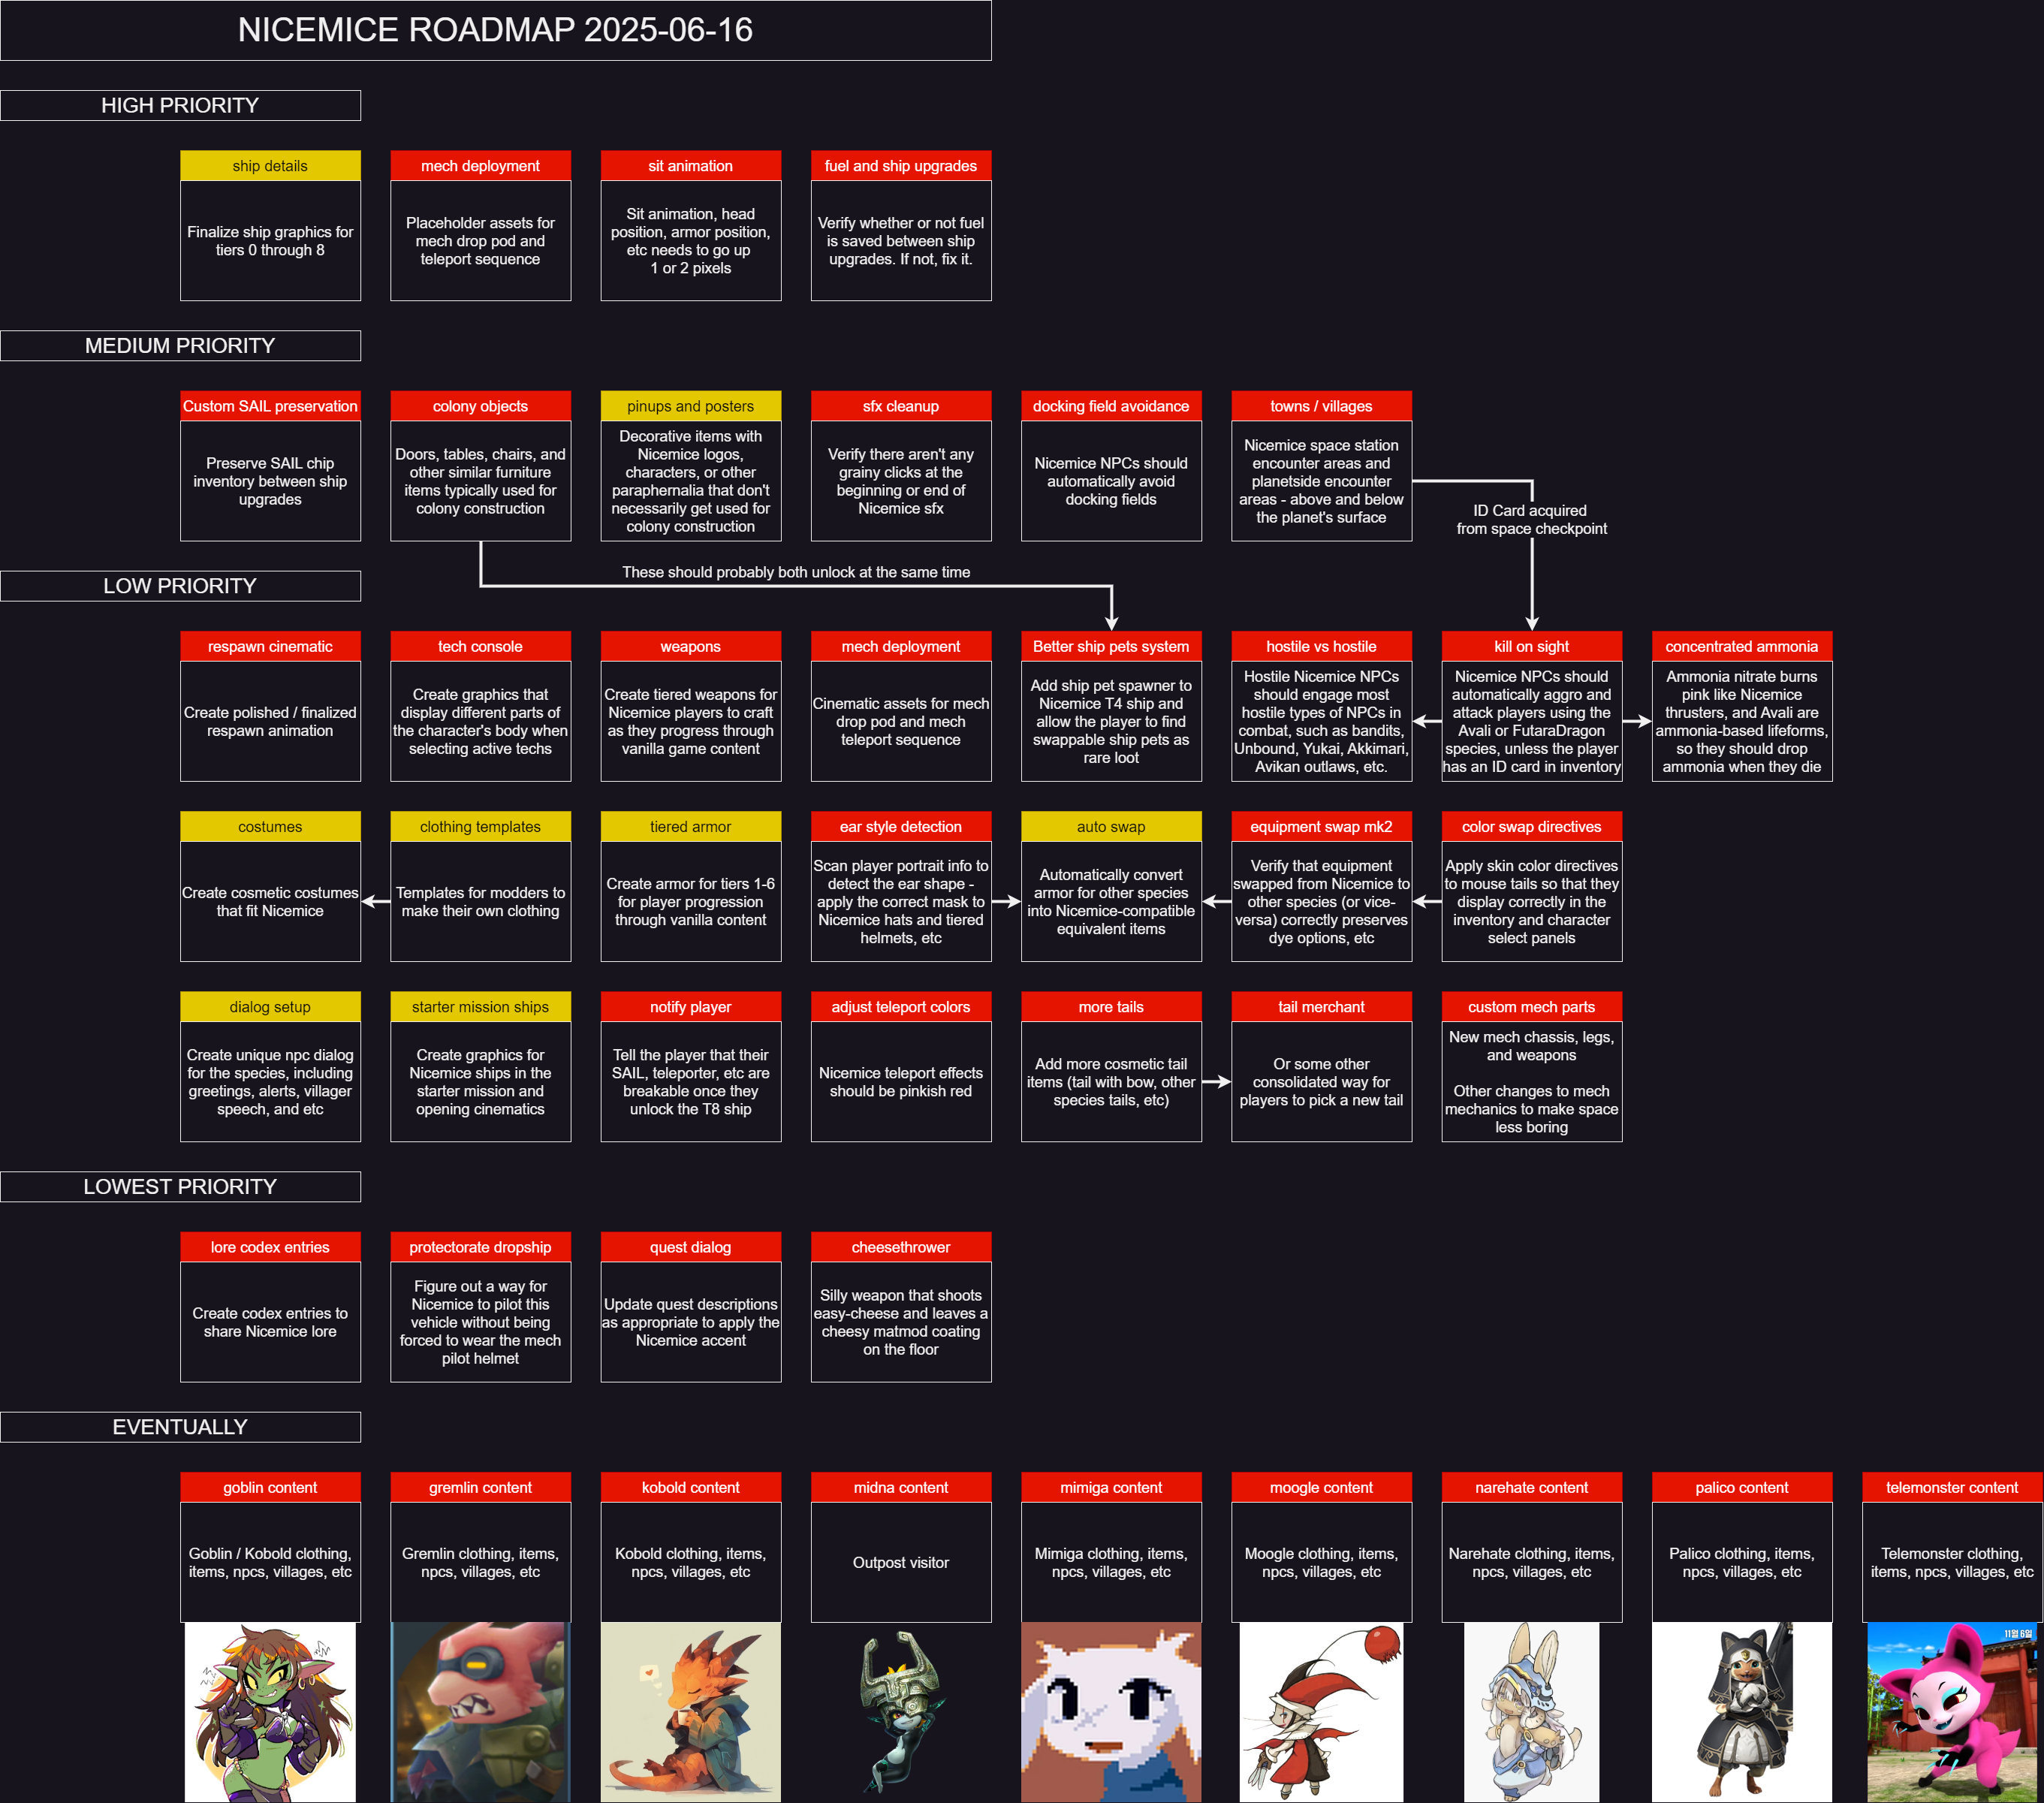 NICEMICE ROADMAP 2025-06-16
HIGH PRIORITY
ship details
Finalize ship graphics for
tiers 0 through 8
mech deployment
Placeholder assets for
mech drop pod and
teleport sequence
sit animation
Sit animation, head
position, armor position,
etc needs to go up
1 or 2 pixels
fuel and ship upgrades
Verify whether or not fuel
is saved between ship
upgrades. If not, fix it.
MEDIUM PRIORITY
Custom SAIL preservation
Preserve SAIL chip
inventory between ship
upgrades
colony objects
Doors, tables, chairs, and
other similar furniture
items typically used for
colony construction
pinups and posters
Decorative items with
Nicemice logos,
characters, or other
paraphernalia that don't
necessarily get used for
colony construction
sfx cleanup
Verify there aren't any
grainy clicks at the
beginning or end of
Nicemice sfx
docking field avoidance
Nicemice NPCs should
automatically avoid
docking fields
towns / villages
Nicemice space station
encounter areas and
planetside encounter
areas - above and below
the planet's surface
ID Card acquired
from space checkpoint
These should probably both unlock at the same time
LOW PRIORITY
respawn cinematic
Create polished / finalized
respawn animation
tech console
Create graphics that
display different parts of
the character's body when
selecting active techs
weapons
Create tiered weapons for
Nicemice players to craft
as they progress through
vanilla game content
mech deployment
Cinematic assets for mech
drop pod and mech
teleport sequence
Better ship pets system
Add ship pet spawner to
Nicemice T4 ship and
allow the player to find
swappable ship pets as
rare loot
hostile vs hostile
Hostile Nicemice NPCs
should engage most
hostile types of NPCs in
combat, such as bandits,
Unbound, Yukai, Akkimari,
Avikan outlaws, etc.
kill on sight
Nicemice NPCs should
automatically aggro and
attack players using the
Avali or FutaraDragon
species, unless the player
has an ID card in inventory
concentrated ammonia
Ammonia nitrate burns
pink like Nicemice
thrusters, and Avali are
ammonia-based lifeforms,
so they should drop
ammonia when they die
costumes
Create cosmetic costumes
that fit Nicemice
clothing templates
Templates for modders to
make their own clothing
tiered armor
Create armor for tiers 1-6
for player progression
through vanilla content
ear style detection
Scan player portrait info to
detect the ear shape -
apply the correct mask to
Nicemice hats and tiered
helmets, etc
auto swap
Automatically convert
armor for other species
into Nicemice-compatible
equivalent items
equipment swap mk2
Verify that equipment
swapped from Nicemice to
other species (or vice-
versa) correctly preserves
dye options, etc
color swap directives
Apply skin color directives
to mouse tails so that they
display correctly in the
inventory and character
select panels
dialog setup
Create unique npc dialog
for the species, including
greetings, alerts, villager
speech, and etc
starter mission ships
Create graphics for
Nicemice ships in the
starter mission and
opening cinematics
notify player
Tell the player that their
SAIL, teleporter, etc are
breakable once they
unlock the T8 ship
adjust teleport colors
Nicemice teleport effects
should be pinkish red
more tails
Add more cosmetic tail
items (tail with bow, other
species tails, etc)
tail merchant
Or some other
consolidated way for
players to pick a new tail
custom mech parts
New mech chassis, legs,
and weapons
Other changes to mech
mechanics to make space
less boring
LOWEST PRIORITY
lore codex entries
Create codex entries to
share Nicemice lore
protectorate dropship
Figure out a way for
Nicemice to pilot this
vehicle without being
forced to wear the mech
pilot helmet
quest dialog
Update quest descriptions
as appropriate to apply the
Nicemice accent
cheesethrower
Silly weapon that shoots
easy-cheese and leaves a
cheesy matmod coating
on the floor
EVENTUALLY
goblin content
Goblin / Kobold clothing,
items, npcs, villages, etc
gremlin content
Gremlin clothing, items,
npcs, villages, etc
kobold content
Kobold clothing, items,
npcs, villages, etc
midna content
Outpost visitor
mimiga content
Mimiga clothing, items,
npcs, villages, etc
moogle content
Moogle clothing, items,
npcs, villages, etc
narehate content
Narehate clothing, items,
npcs, villages, etc
palico content
Palico clothing, items,
npcs, villages, etc
telemonster content
Telemonster clothing,
items, npcs, villages, etc
11월 6일